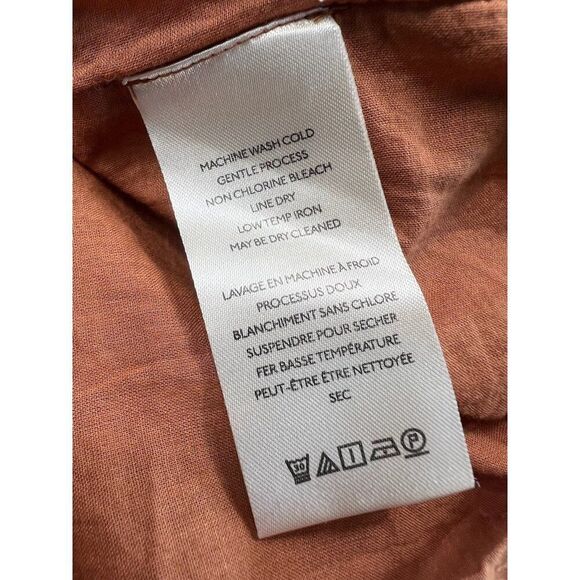 MACHINE WASH COLD
GENTLE PROCESS
NON CHLORINE BLEACH
LINE DRY
LOW TEMP IRON
MAY BE DRY CLEANED
LAVAGE EN MACHINE À FROID
PROCESSUS DOUX
BLANCHIMENT SANS CHLORE
SUSPENDRE POUR SECHER
FER BASSE TEMPÉRATURE
PEUT-ÊTRE ÊTRE NETTOYÉE
SEC
30 P